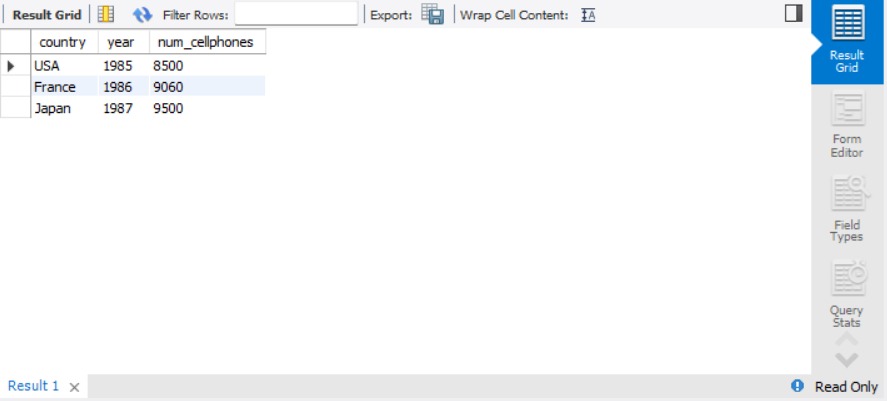 Result Grid Filter Rows: Export: Wrap Cell Content:
country year num_cellphones
USA 1985 8500
France 1986 9060
Japan 1987 9500
Result
Grid
Form
Editor
Field
Types
Query
Stats
Result 1 Read Only